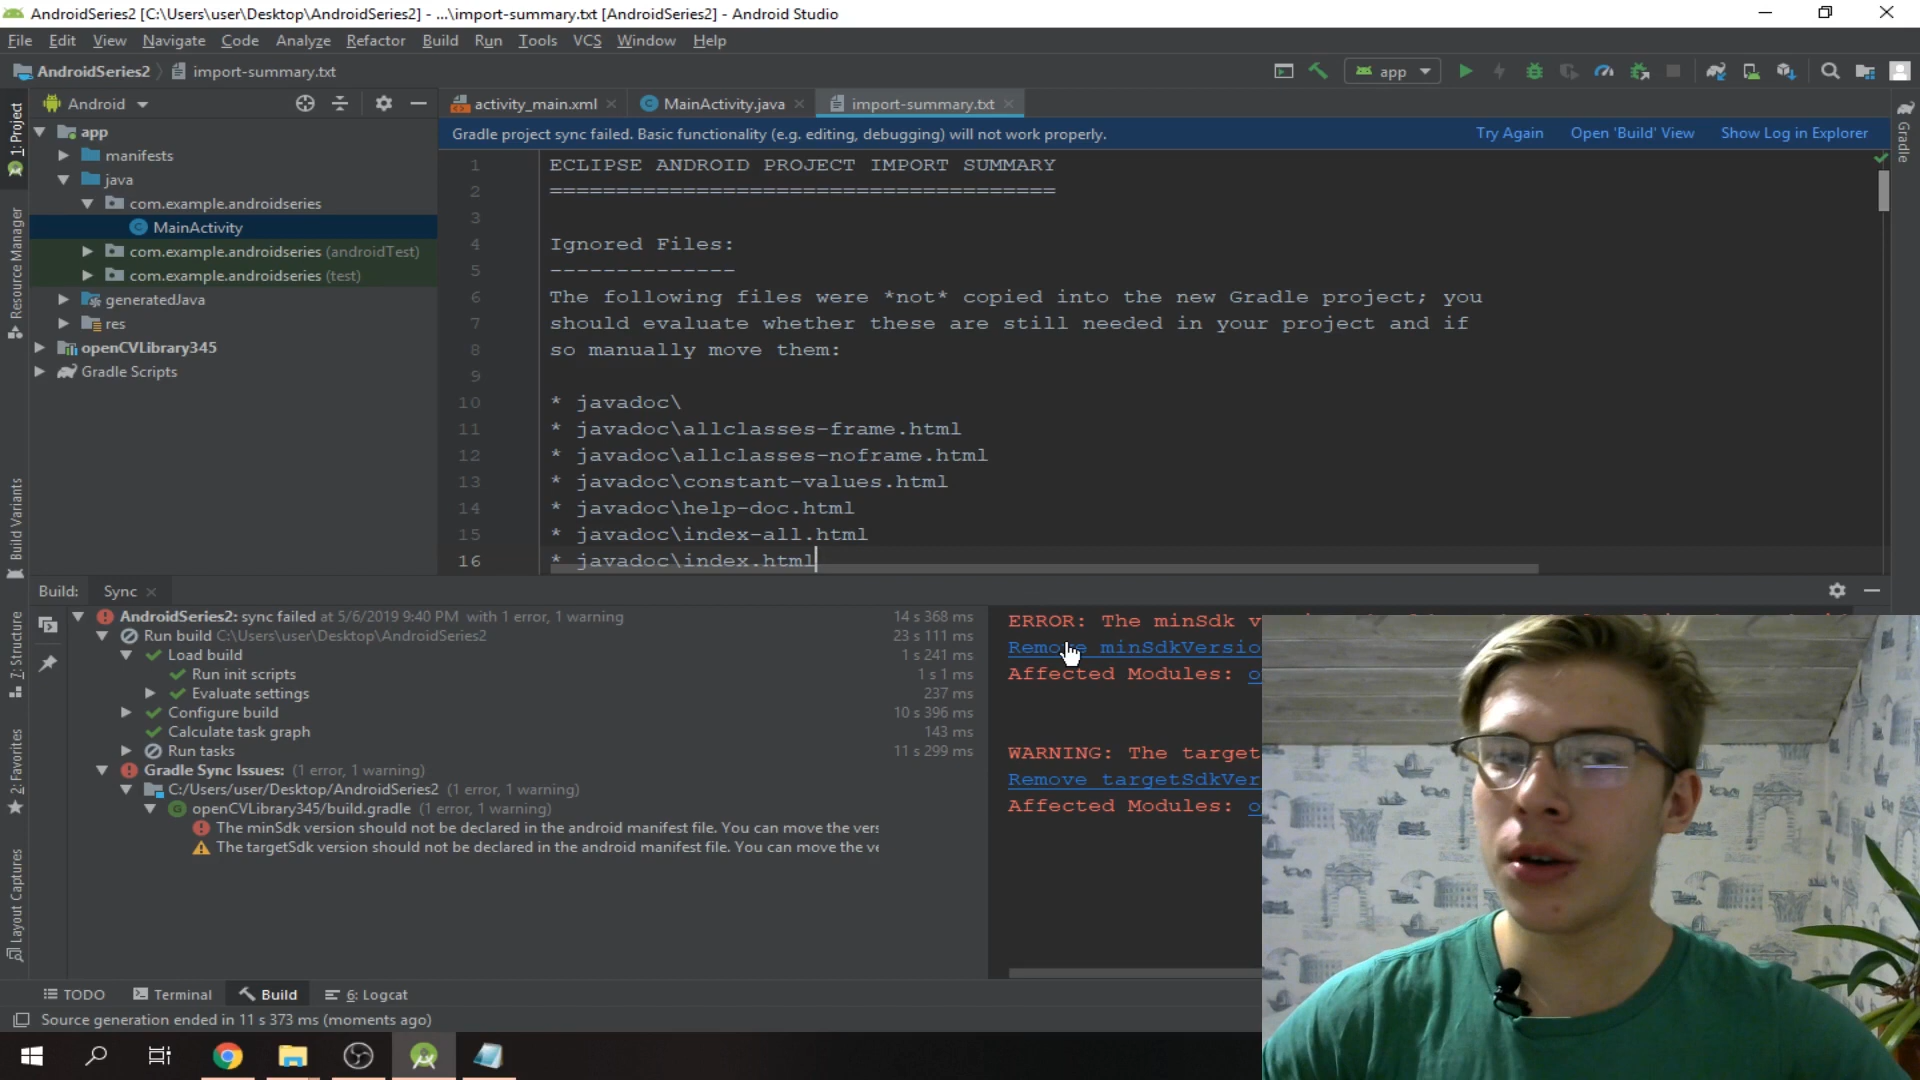 AndroidSeries2 [C:\Users\user\Desktop\AndroidSeries2] - ...\import-summary.txt [AndroidSeries2] - Android Studio
File Edit View Navigate Code Analyze Refactor Build Run Tools VCS Window Help
AndroidSeries2 import-summary.txt
app
Android
activity_main.xml MainActivity.java import-summary.txt
Gradle project sync failed. Basic functionality (e.g. editing, debugging) will not work properly. Try Again Open 'Build' View Show Log in Explorer
1: Project
Resource Manager
Build Variants
7: Structure
2: Favorites
Layout Captures
Gradle
app
manifests
java
com.example.androidseries
MainActivity
com.example.androidseries (androidTest)
com.example.androidseries (test)
generatedJava
res
openCVLibrary345
Gradle Scripts
1 ECLIPSE ANDROID PROJECT IMPORT SUMMARY
2 ======================================
3
4 Ignored Files:
5 --------------
6 The following files were *not* copied into the new Gradle project; you
7 should evaluate whether these are still needed in your project and if
8 so manually move them:
9
10 * javadoc\
11 * javadoc\allclasses-frame.html
12 * javadoc\allclasses-noframe.html
13 * javadoc\constant-values.html
14 * javadoc\help-doc.html
15 * javadoc\index-all.html
16 * javadoc\index.html
Build: Sync
AndroidSeries2: sync failed at 5/6/2019 9:40 PM with 1 error, 1 warning 14 s 368 ms
Run build C:\Users\user\Desktop\AndroidSeries2 23 s 111 ms
Load build 1 s 241 ms
Run init scripts 1 s 1 ms
Evaluate settings 237 ms
Configure build 10 s 396 ms
Calculate task graph 143 ms
Run tasks 11 s 299 ms
Gradle Sync Issues: (1 error, 1 warning)
C:/Users/user/Desktop/AndroidSeries2 (1 error, 1 warning)
openCVLibrary345/build.gradle (1 error, 1 warning)
The minSdk version should not be declared in the android manifest file. You can move the vers
The targetSdk version should not be declared in the android manifest file. You can move the ve
ERROR: The minSdk v
Remove minSdkVersio
Affected Modules: o
WARNING: The target
Remove targetSdkVer
Affected Modules: o
TODO Terminal Build 6: Logcat
Source generation ended in 11 s 373 ms (moments ago)